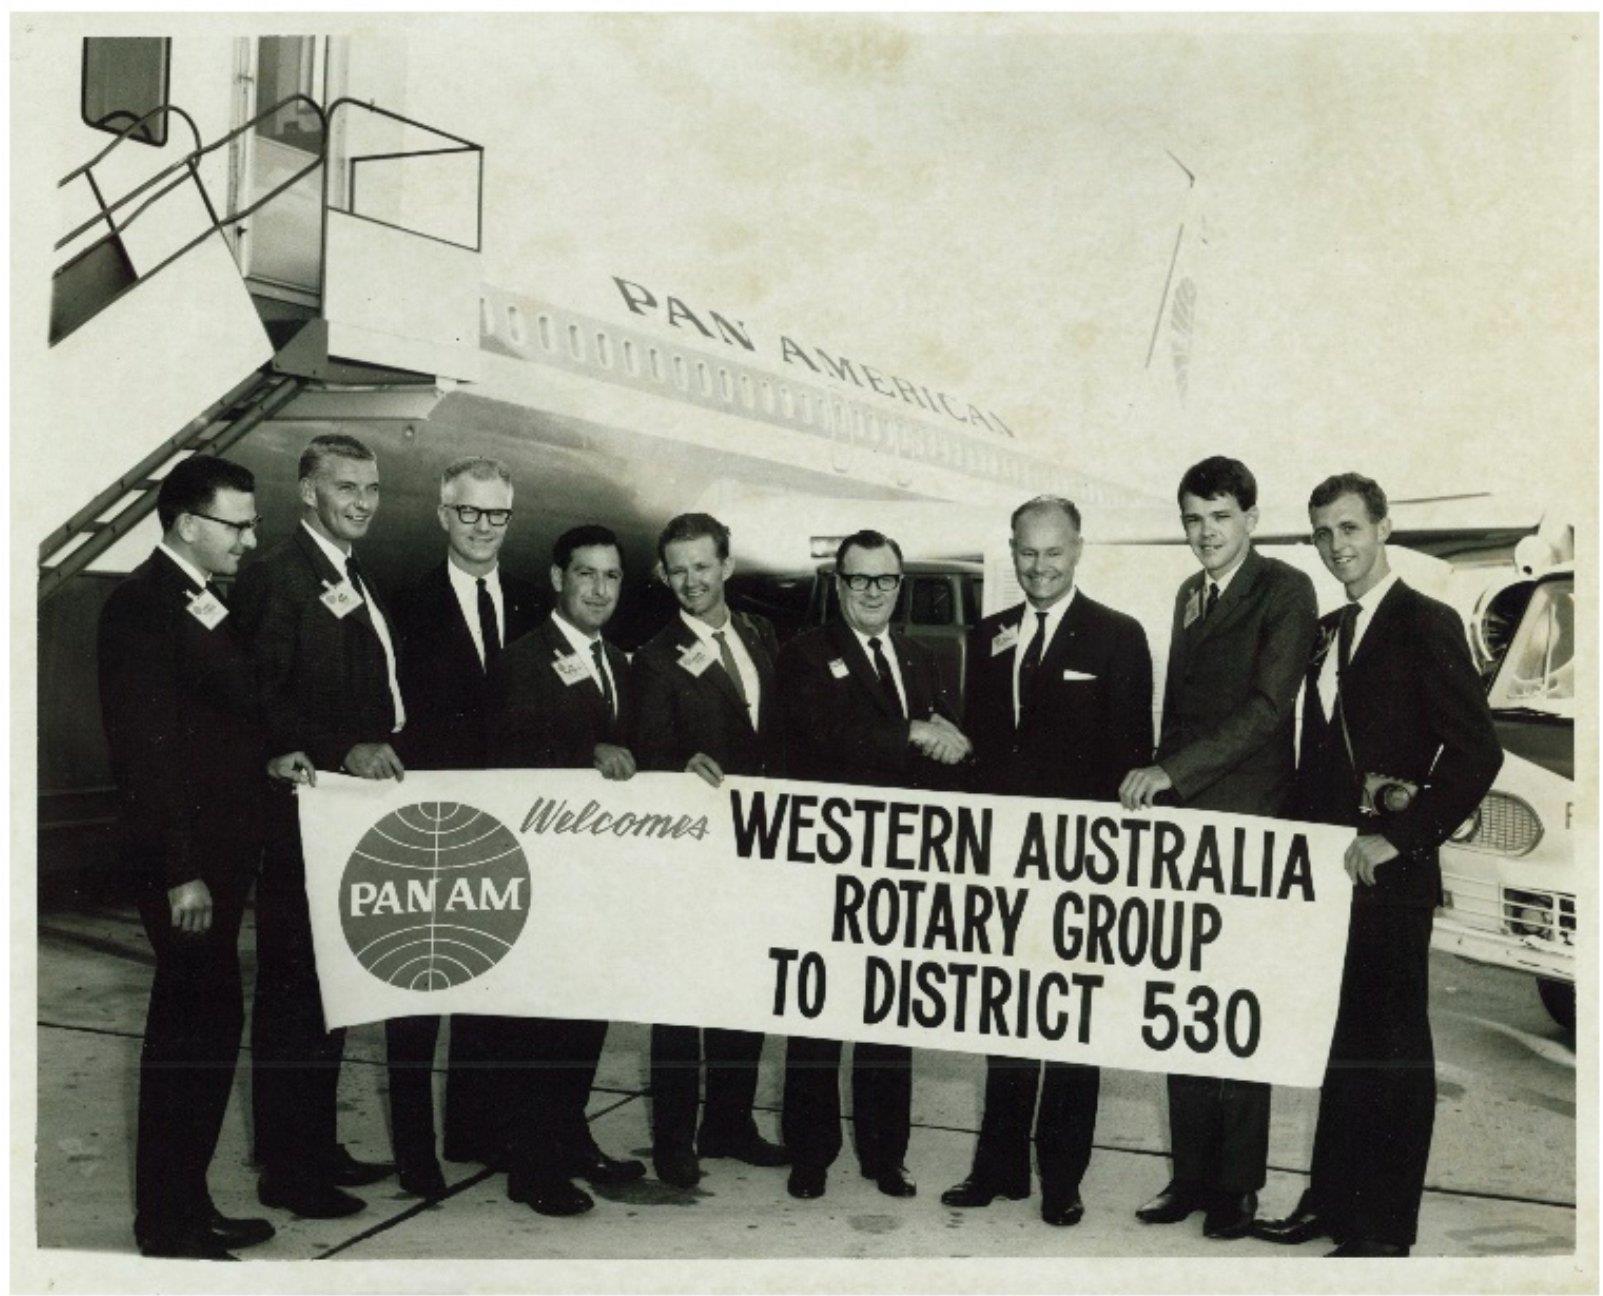 PAN AMERICAN
PAN AM
Welcomes WESTERN AUSTRALIA
ROTARY GROUP
TO DISTRICT 530